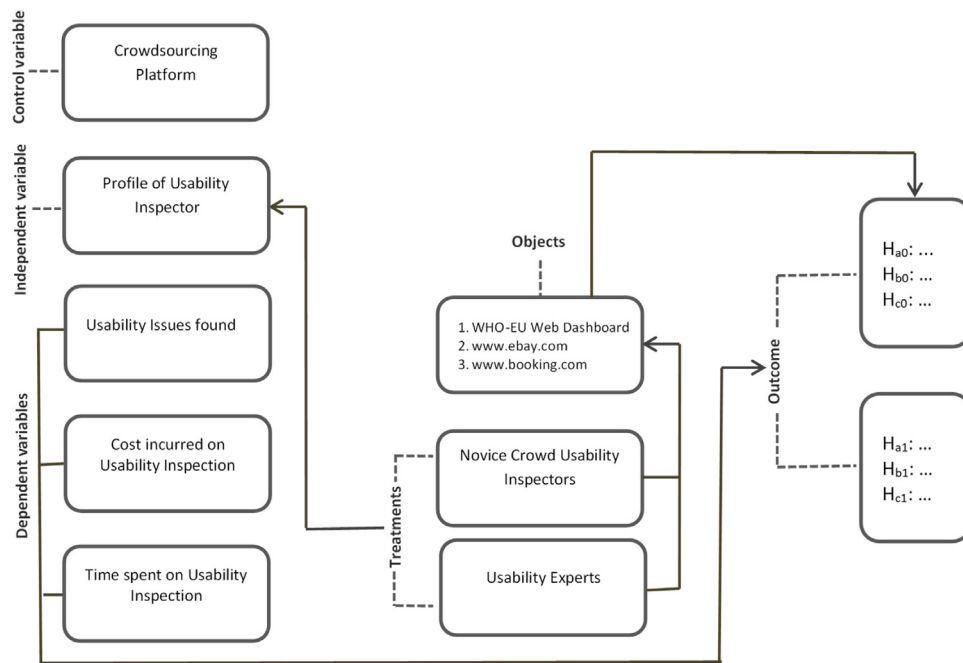 Control variable
Crowdsourcing
Platform
Independent variable
Profile of Usability
Inspector
Dependent variables
Usability Issues found
Cost incurred on
Usability Inspection
Time spent on Usability
Inspection
Objects
1. WHO-EU Web Dashboard
2. www.ebay.com
3. www.booking.com
Treatments
Novice Crowd Usability
Inspectors
Usability Experts
Outcome
Ha0: ...
Hb0: ...
Hc0: ...
Ha1: ...
Hb1: ...
Hc1: ...